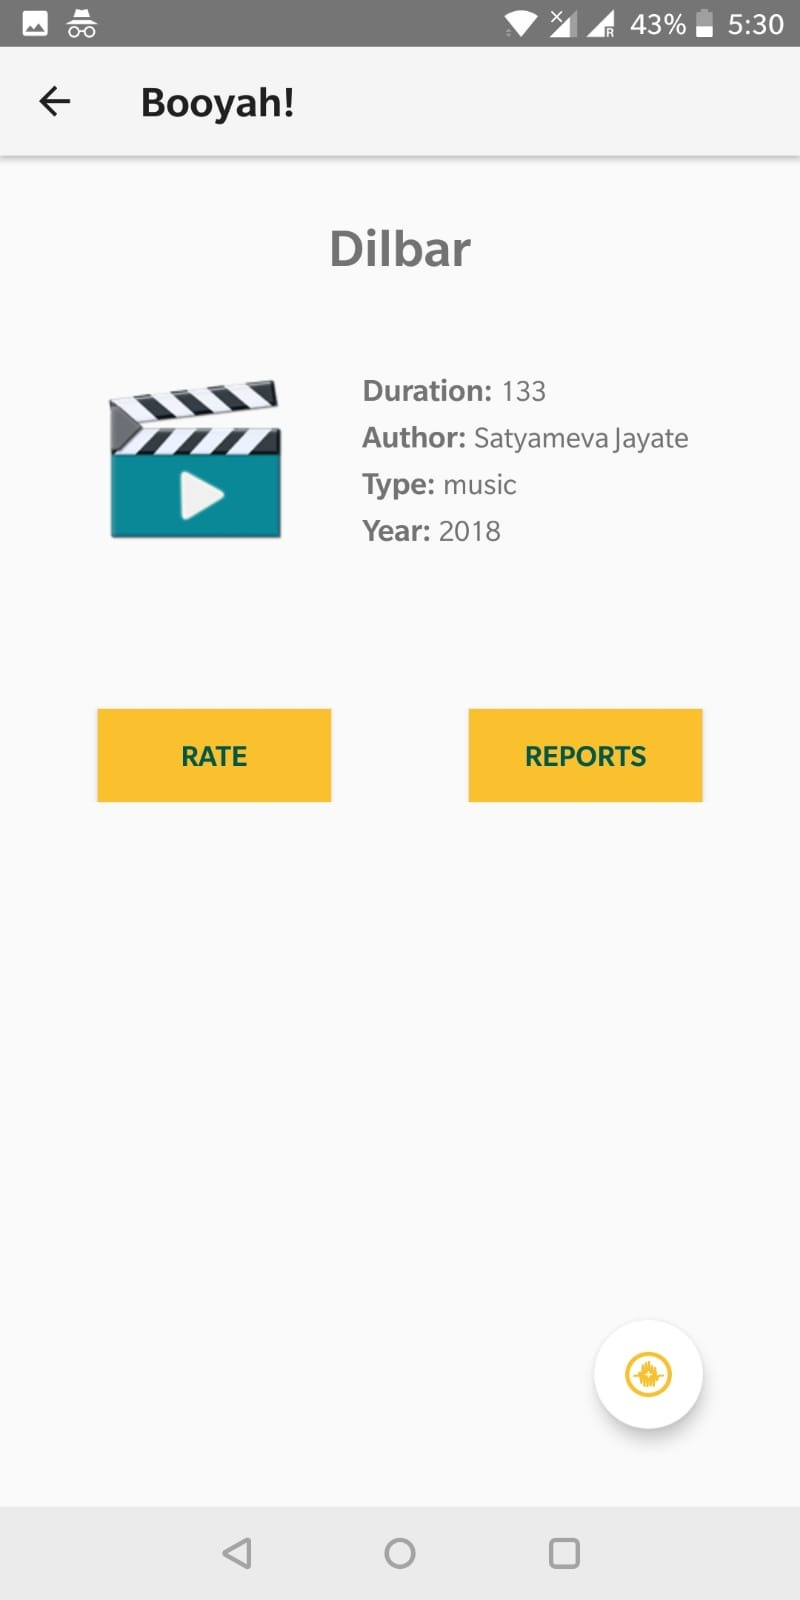 43% 5:30
Booyah!
Dilbar
Duration: 133
Author: Satyameva Jayate
Type: music
Year: 2018
RATE REPORTS